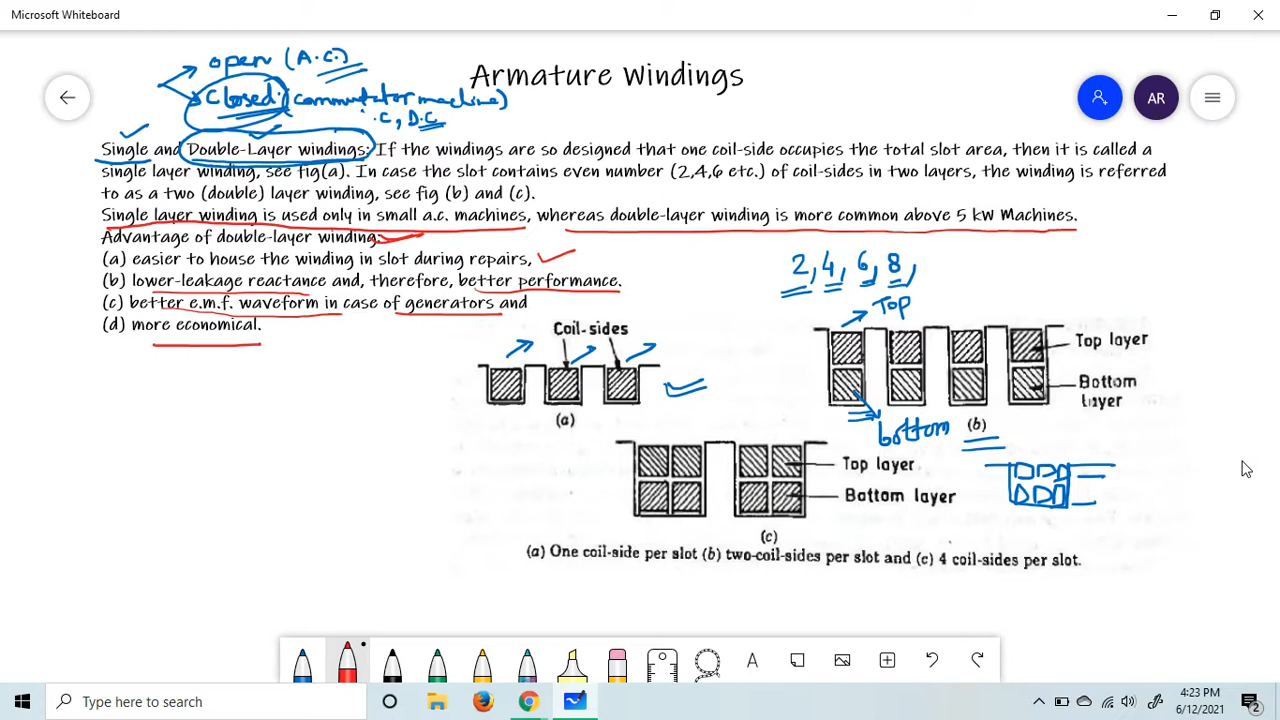 Microsoft Whiteboard
open (A.C.)
Armature Windings
Closed: (commutator machine)
.C, D.C
AR
Single and Double-Layer windings: If the windings are so designed that one coil-side occupies the total slot area, then it is called a
single layer winding, see fig(a). In case the slot contains even number (2,4,6 etc.) of coil-sides in two layers, the winding is referred
to as a two (double) layer winding, see fig (b) and (c).
Single layer winding is used only in small a.c. machines, whereas double-layer winding is more common above 5 kW Machines.
Advantage of double-layer winding:
(a) easier to house the winding in slot during repairs,
(b) lower-leakage reactance and, therefore, better performance.
(c) better e.m.f. waveform in case of generators and
(d) more economical.
2, 4, 6, 8,
Top
Coil-sides
Top layer
Bottom
layer
(a)
bottom
(b)
Top layer
Bottom layer
(c)
(a) One coil-side per slot (b) two-coil-sides per slot and (c) 4 coil-sides per slot.
A
Type here to search
4:23 PM
6/12/2021
2